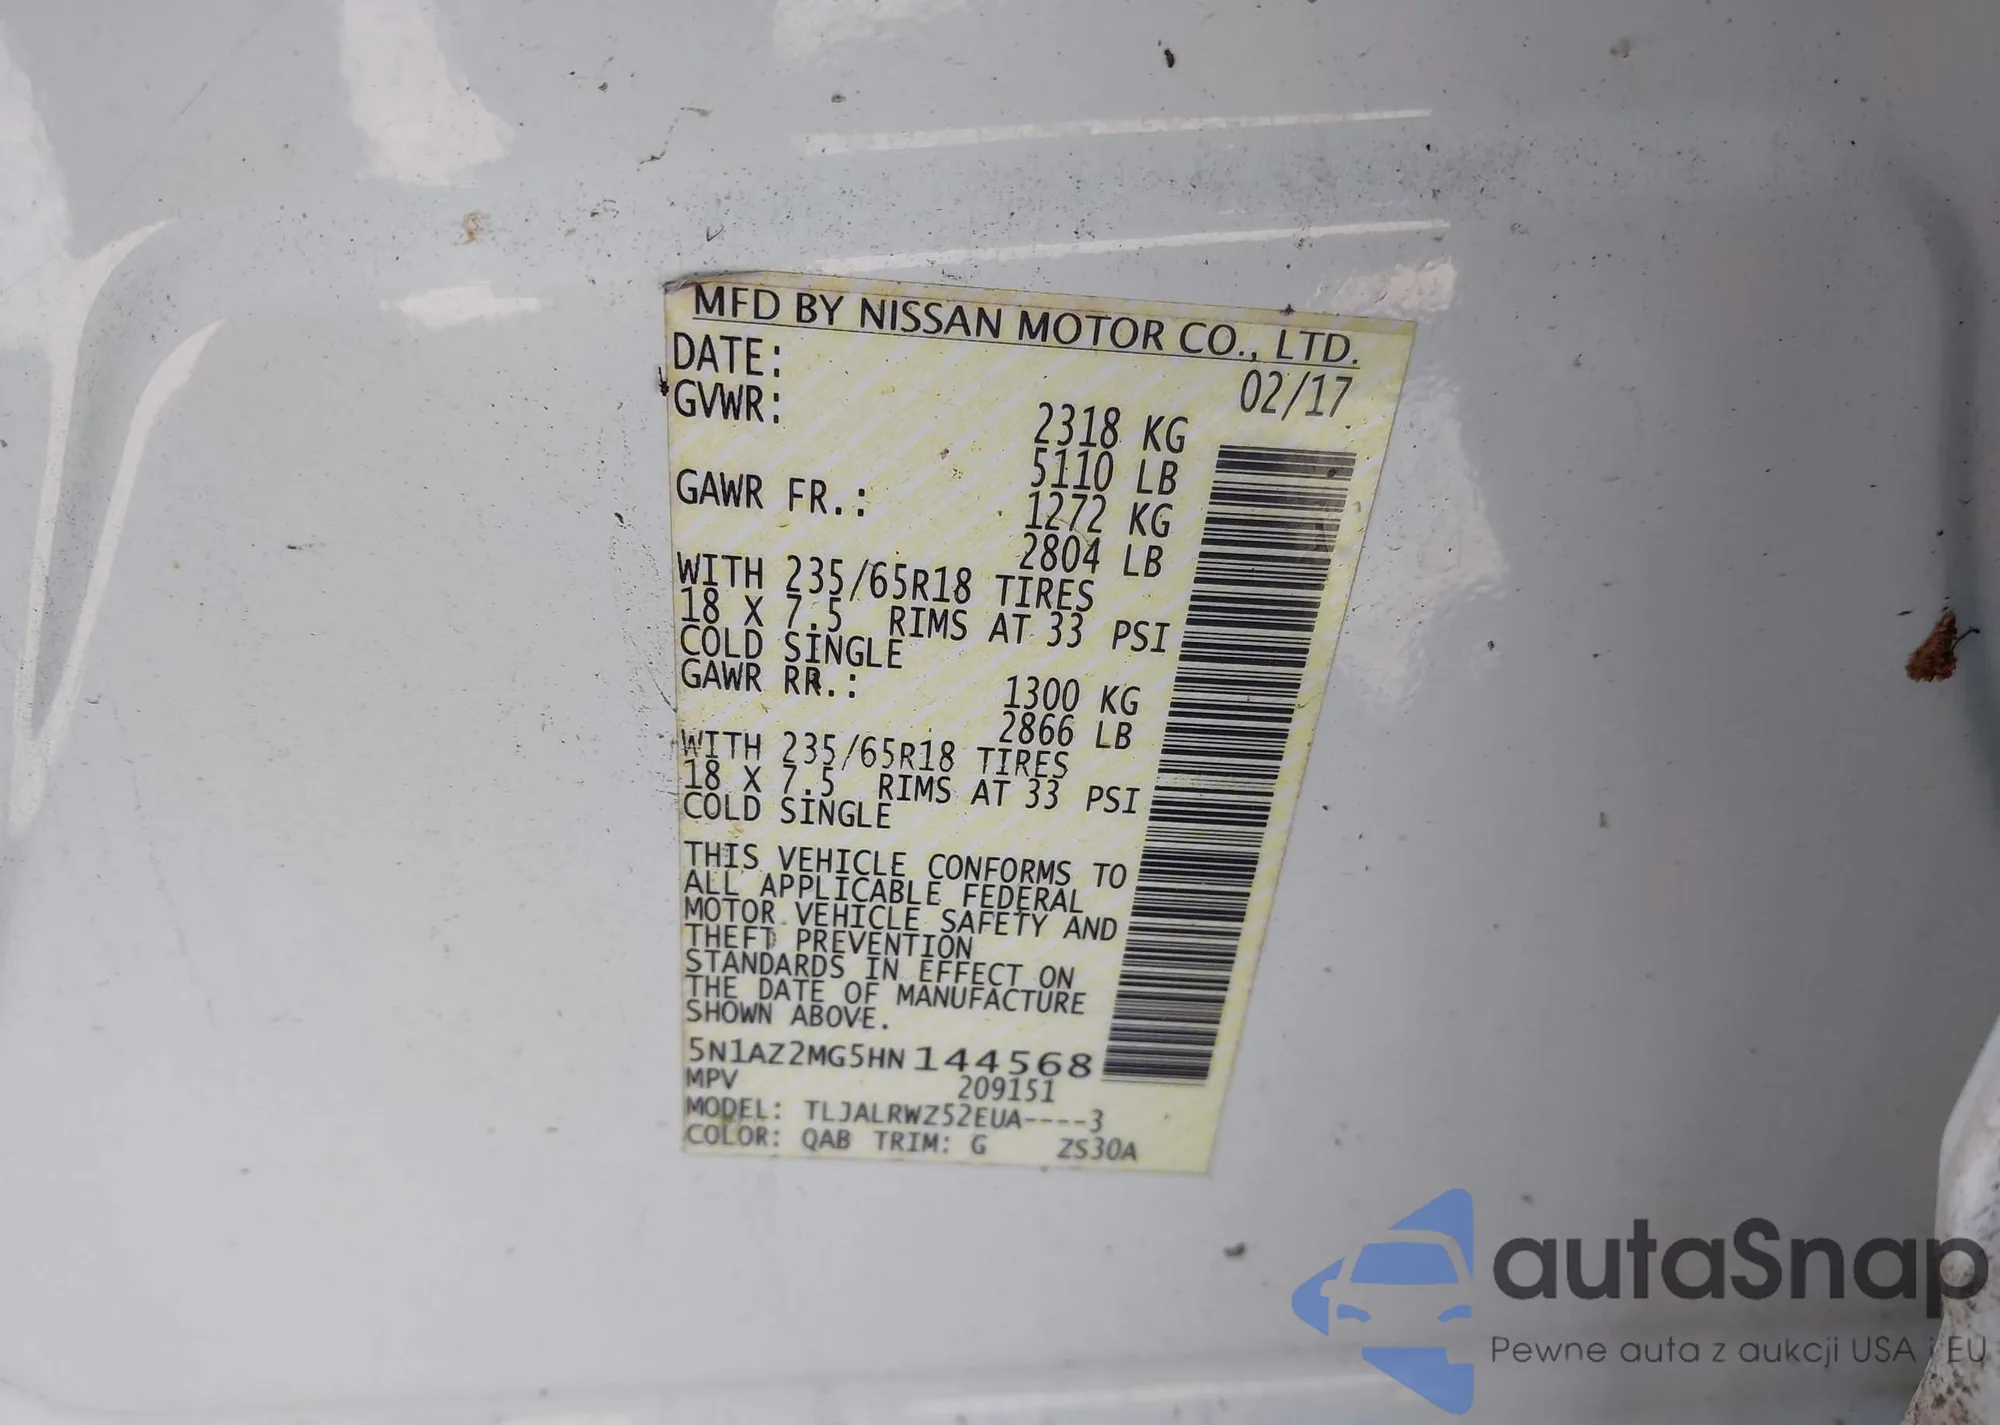 MFD BY NISSAN MOTOR CO., LTD.
DATE: 02/17
GVWR: 2318 KG
5110 LB
GAWR FR.: 1272 KG
2804 LB
WITH 235/65R18 TIRES
18 X 7.5 RIMS AT 33 PSI
COLD SINGLE
GAWR RR.: 1300 KG
2866 LB
WITH 235/65R18 TIRES
18 X 7.5 RIMS AT 33 PSI
COLD SINGLE
THIS VEHICLE CONFORMS TO
ALL APPLICABLE FEDERAL
MOTOR VEHICLE SAFETY AND
THEFT PREVENTION
STANDARDS IN EFFECT ON
THE DATE OF MANUFACTURE
SHOWN ABOVE.
5N1AZ2MG5HN144568
MPV 209151
MODEL: TLJALRWZ52EUA----3
COLOR: QAB TRIM: G ZS30A
autaSnap
Pewne auta z aukcji USA i EU